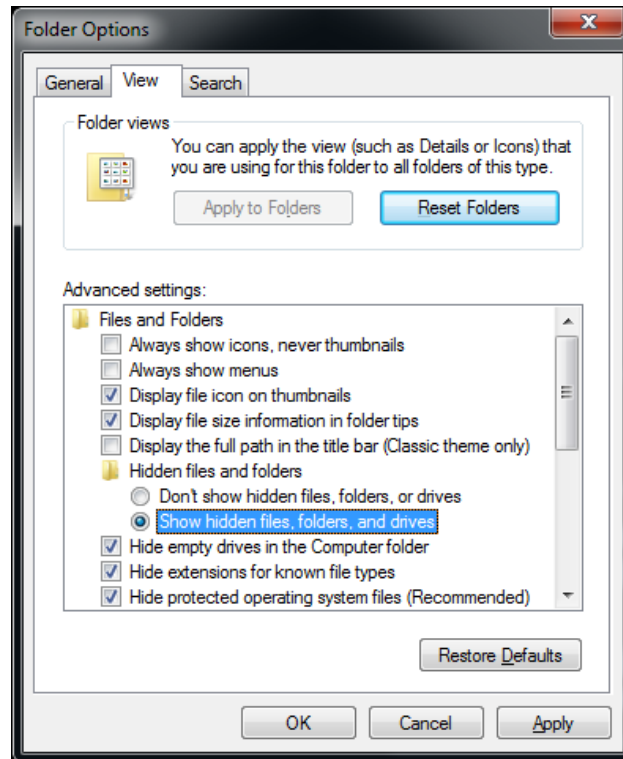 Folder Options
General View Search
Folder views
You can apply the view (such as Details or Icons) that
you are using for this folder to all folders of this type.
Apply to Folders Reset Folders
Advanced settings:
Files and Folders
Always show icons, never thumbnails
Always show menus
Display file icon on thumbnails
Display file size information in folder tips
Display the full path in the title bar (Classic theme only)
Hidden files and folders
Don't show hidden files, folders, or drives
Show hidden files, folders, and drives
Hide empty drives in the Computer folder
Hide extensions for known file types
Hide protected operating system files (Recommended)
Restore Defaults
OK Cancel Apply